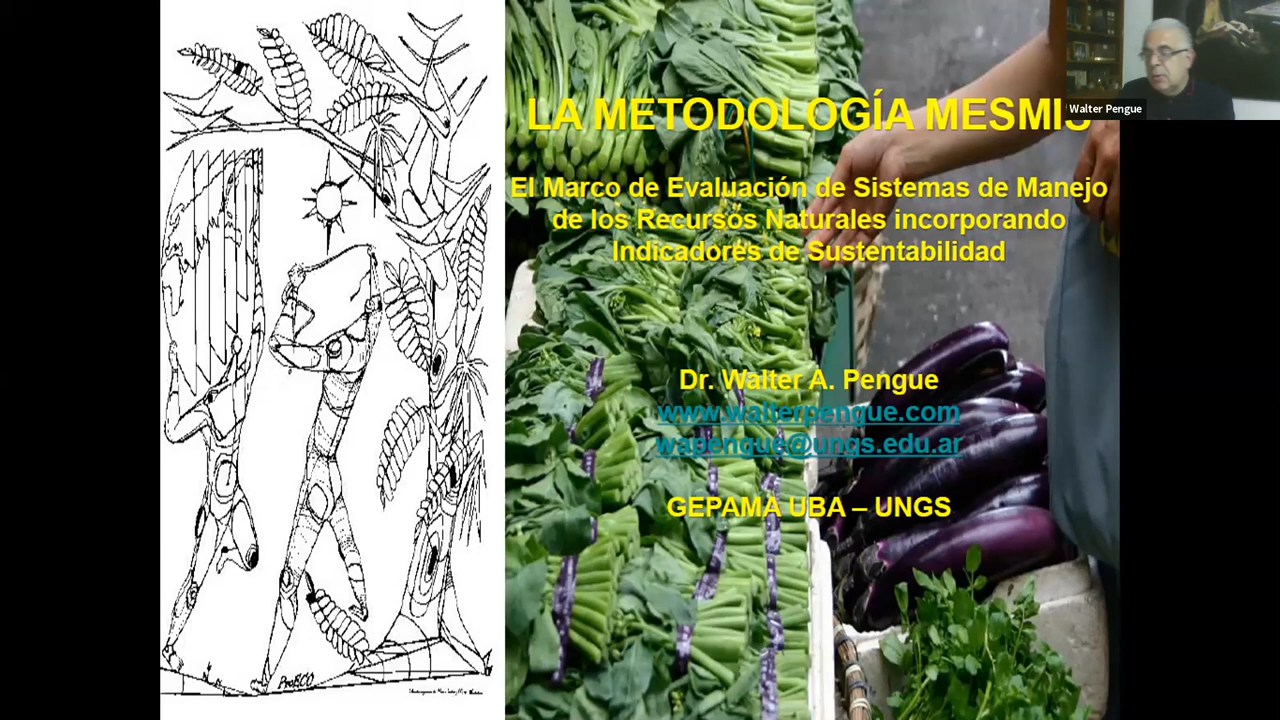 LA METODOLOGÍA MESMIS
El Marco de Evaluación de Sistemas de Manejo
de los Recursos Naturales incorporando
Indicadores de Sustentabilidad
Dr. Walter A. Pengue
www.walterpengue.com
wapengue@ungs.edu.ar
GEPAMA UBA – UNGS
Walter Pengue
ProECO